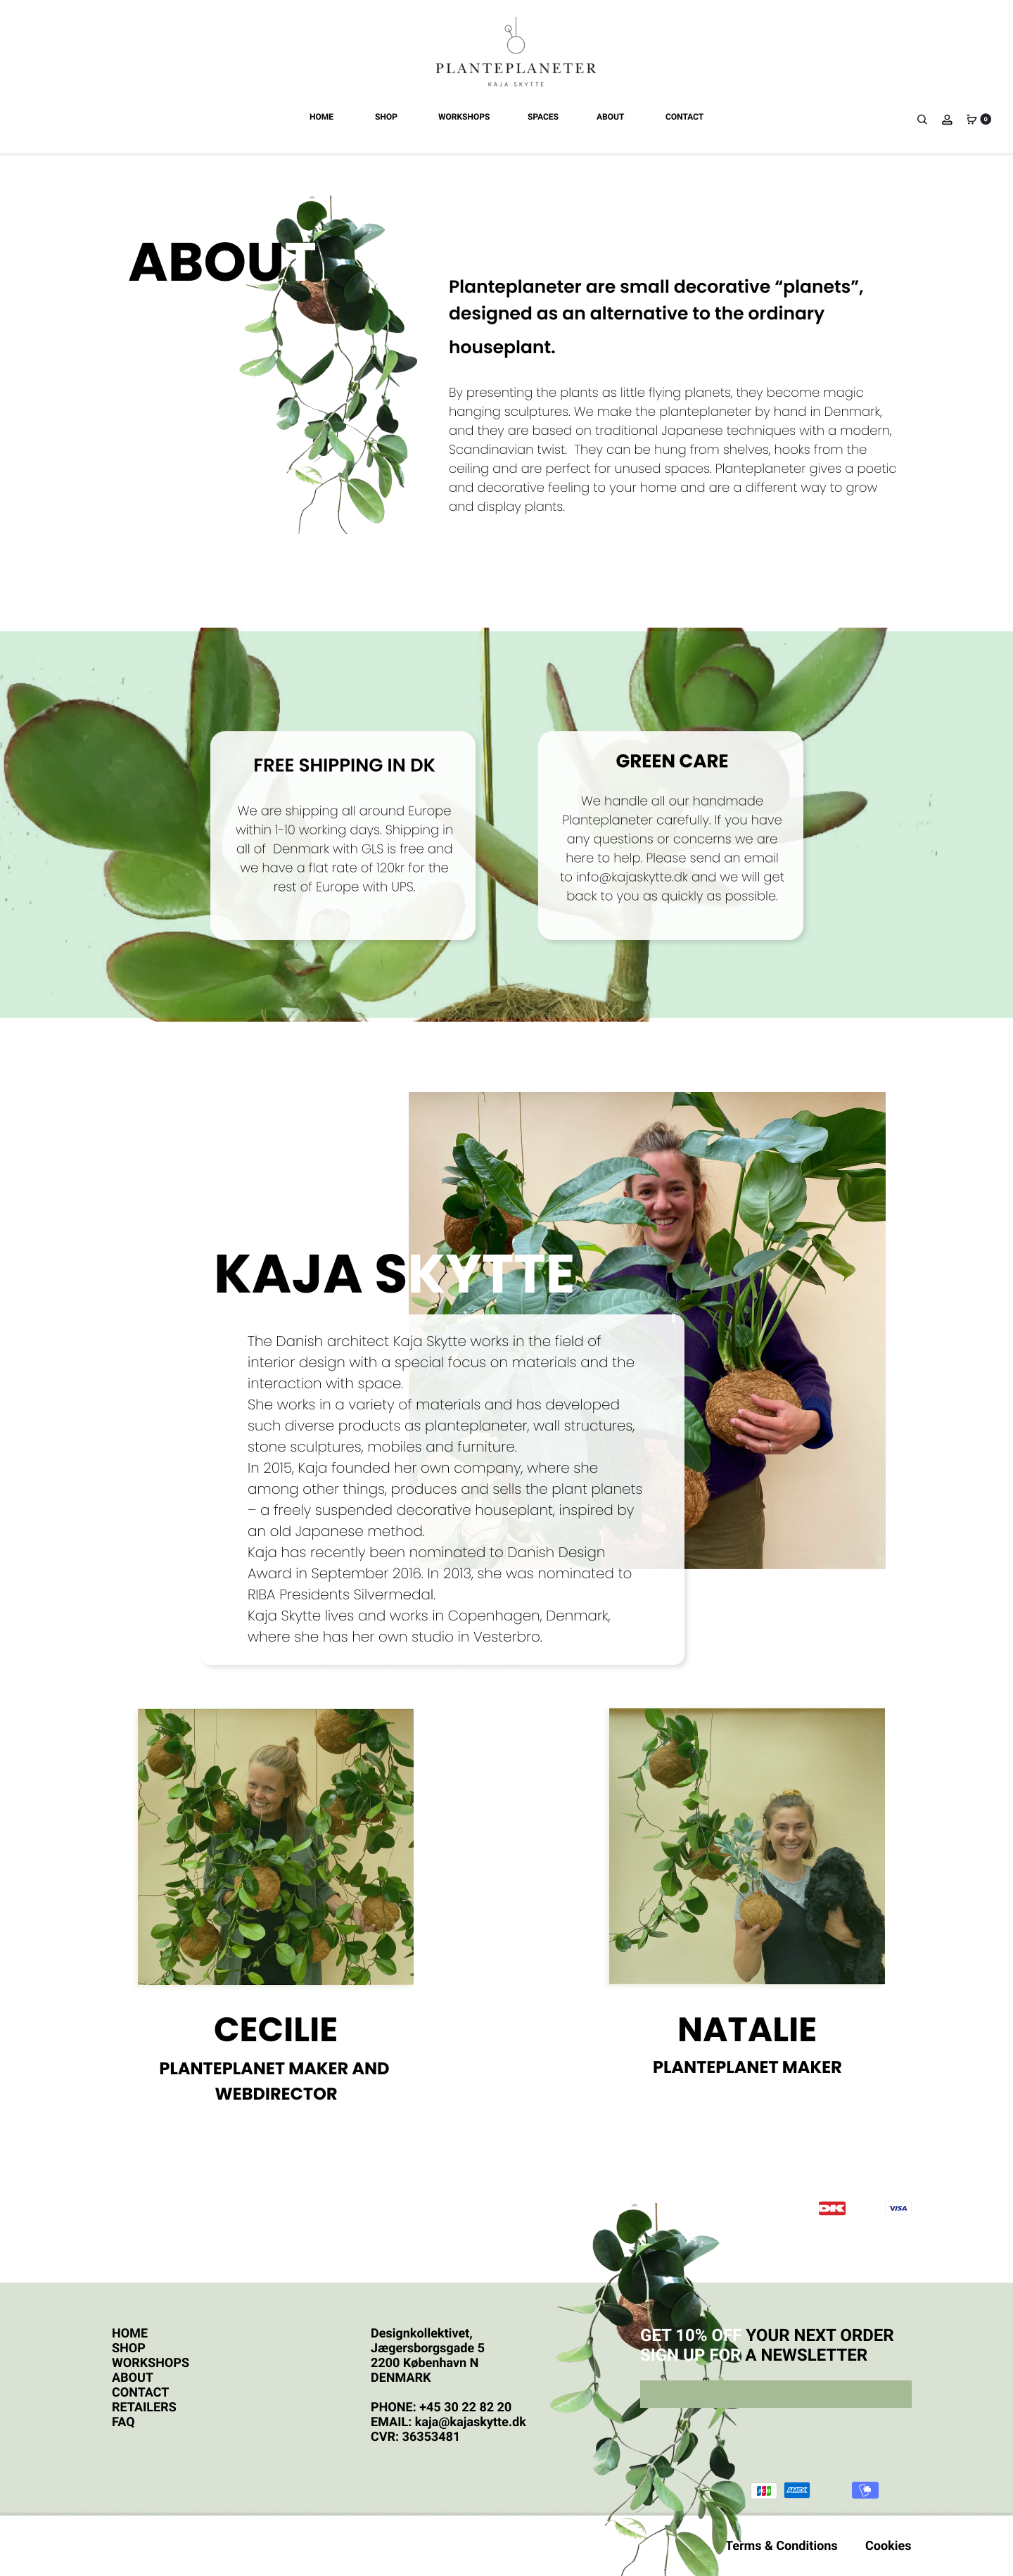 PLANTEPLANETER
KAJA SKYTTE
HOME
SHOP
WORKSHOPS
SPACES
ABOUT
CONTACT
0
ABOUT
Planteplaneter are small decorative “planets”,
designed as an alternative to the ordinary
houseplant.
By presenting the plants as little flying planets, they become magic
hanging sculptures. We make the planteplaneter by hand in Denmark,
and they are based on traditional Japanese techniques with a modern,
Scandinavian twist.  They can be hung from shelves, hooks from the
ceiling and are perfect for unused spaces. Planteplaneter gives a poetic
and decorative feeling to your home and are a different way to grow
and display plants.
FREE SHIPPING IN DK
We are shipping all around Europe
within 1-10 working days. Shipping in
all of  Denmark with GLS is free and
we have a flat rate of 120kr for the
rest of Europe with UPS.
GREEN CARE
We handle all our handmade
Planteplaneter carefully. If you have
any questions or concerns we are
here to help. Please send an email
to info@kajaskytte.dk and we will get
back to you as quickly as possible.
KAJA SKYTTE
The Danish architect Kaja Skytte works in the field of
interior design with a special focus on materials and the
interaction with space.
She works in a variety of materials and has developed
such diverse products as planteplaneter, wall structures,
stone sculptures, mobiles and furniture.
In 2015, Kaja founded her own company, where she
among other things, produces and sells the plant planets
– a freely suspended decorative houseplant, inspired by
an old Japanese method.
Kaja has recently been nominated to Danish Design
Award in September 2016. In 2013, she was nominated to
RIBA Presidents Silvermedal.
Kaja Skytte lives and works in Copenhagen, Denmark,
where she has her own studio in Vesterbro.
CECILIE
PLANTEPLANET MAKER AND
WEBDIRECTOR
NATALIE
PLANTEPLANET MAKER
DK
VISA
HOME
SHOP
WORKSHOPS
ABOUT
CONTACT
RETAILERS
FAQ
Designkollektivet,
Jægersborgsgade 5
2200 København N
DENMARK
PHONE: +45 30 22 82 20
EMAIL: kaja@kajaskytte.dk
CVR: 36353481
GET 10% OFF YOUR NEXT ORDER
SIGN UP FOR A NEWSLETTER
JCB
AMEX
Terms & Conditions
Cookies